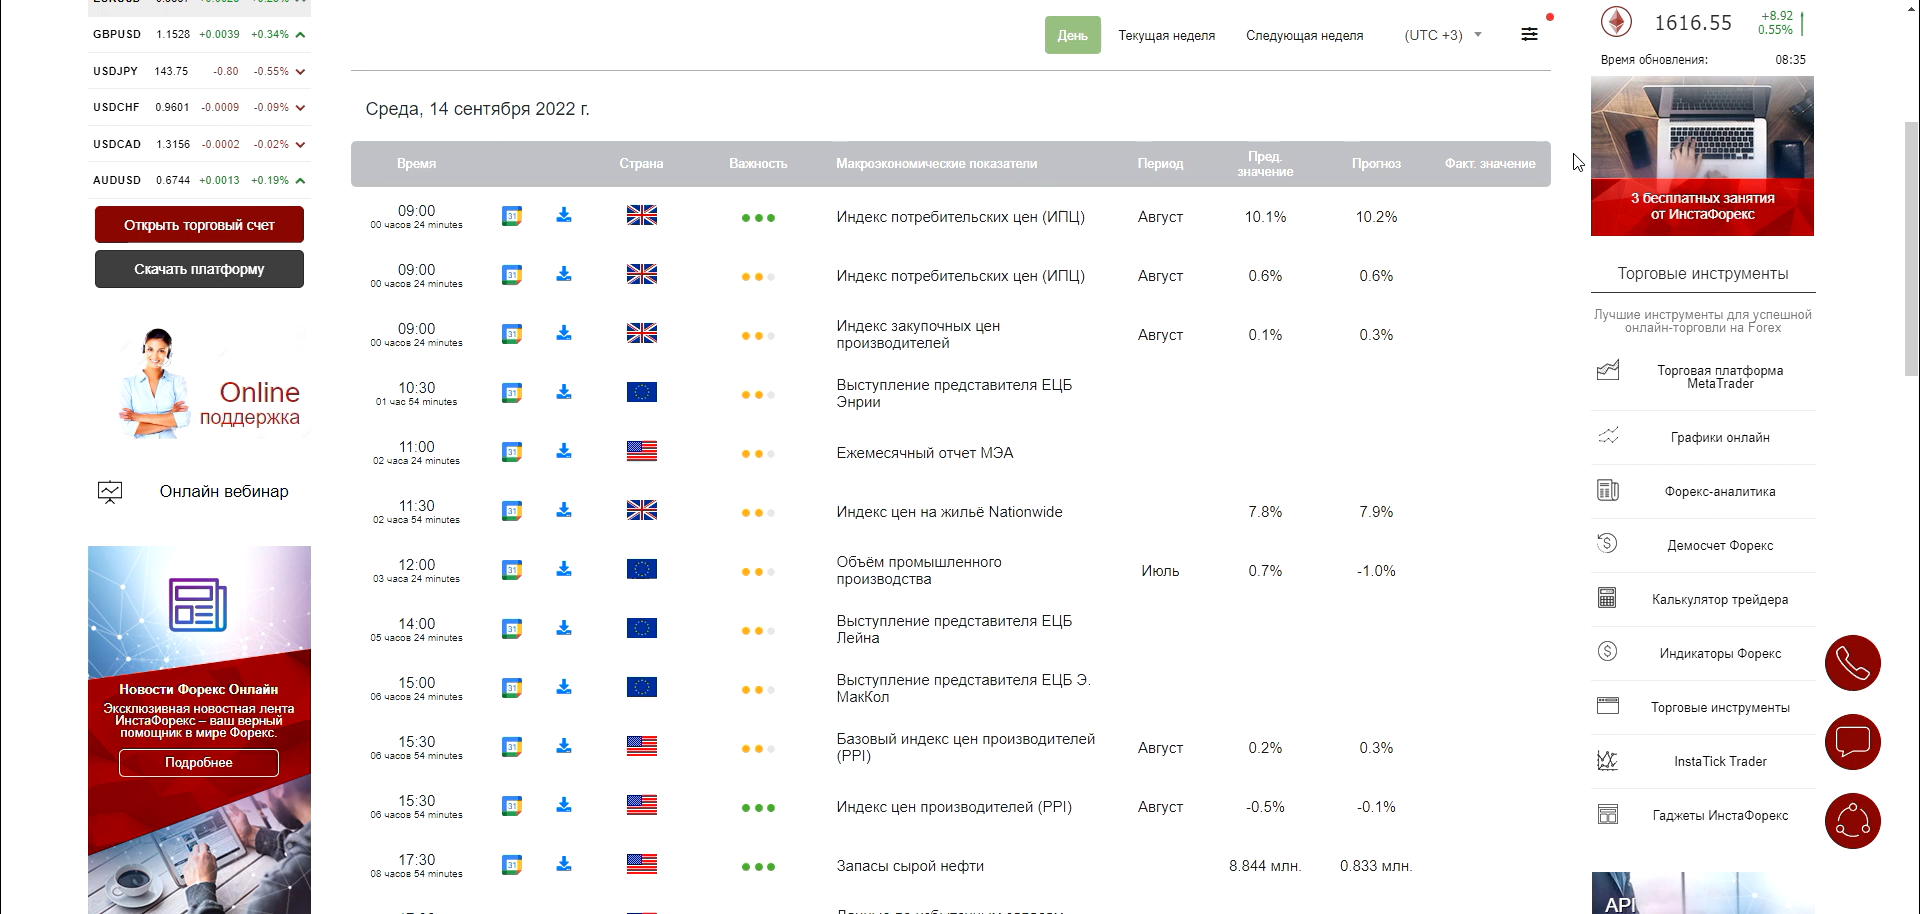 GBPUSD 1.1528 +0.0039 +0.34%
USDJPY 143.75 -0.80 -0.55%
USDCHF 0.9601 -0.0009 -0.09%
USDCAD 1.3156 -0.0002 -0.02%
AUDUSD 0.6744 +0.0013 +0.19%
Открыть торговый счет
Скачать платформу
Online
поддержка
Онлайн вебинар
Новости Форекс Онлайн
Эксклюзивная новостная лента
ИнстаФорекс – ваш верный
помощник в мире Форекс.
Подробнее
День Текущая неделя Следующая неделя (UTC +3)
Среда, 14 сентября 2022 г.
Время Страна Важность Макроэкономические показатели Период Пред. значение Прогноз Факт. значение
09:00 31 Индекс потребительских цен (ИПЦ) Август 10.1% 10.2%
00 часов 24 minutes
09:00 31 Индекс потребительских цен (ИПЦ) Август 0.6% 0.6%
00 часов 24 minutes
09:00 31 Индекс закупочных цен Август 0.1% 0.3%
00 часов 24 minutes производителей
10:30 31 Выступление представителя ЕЦБ
01 час 54 minutes Энрии
11:00 31 Ежемесячный отчет МЭА
02 часа 24 minutes
11:30 31 Индекс цен на жильё Nationwide 7.8% 7.9%
02 часа 54 minutes
12:00 31 Объём промышленного Июль 0.7% -1.0%
03 часа 24 minutes производства
14:00 31 Выступление представителя ЕЦБ
05 часов 24 minutes Лейна
15:00 31 Выступление представителя ЕЦБ Э.
06 часов 24 minutes МакКол
15:30 31 Базовый индекс цен производителей Август 0.2% 0.3%
06 часов 54 minutes (PPI)
15:30 31 Индекс цен производителей (PPI) Август -0.5% -0.1%
06 часов 54 minutes
17:30 31 Запасы сырой нефти 8.844 млн. 0.833 млн.
08 часов 54 minutes
1616.55 +8.92
0.55%
Время обновления: 08:35
3 бесплатных занятия
от ИнстаФорекс
Торговые инструменты
Лучшие инструменты для успешной
онлайн-торговли на Forex
Торговая платформа
MetaTrader
Графики онлайн
Форекс-аналитика
Демосчет Форекс
Калькулятор трейдера
Индикаторы Форекс
Торговые инструменты
InstaTick Trader
Гаджеты ИнстаФорекс
API